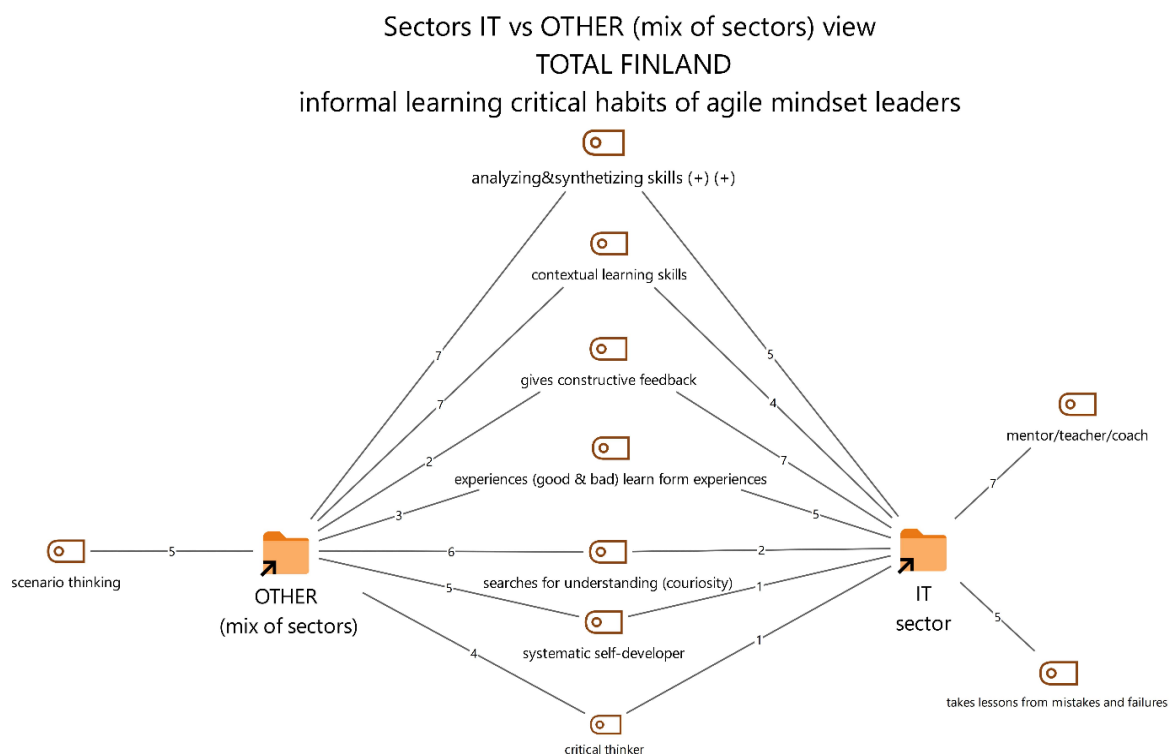 Sectors IT vs OTHER (mix of sectors) view
TOTAL FINLAND
informal learning critical habits of agile mindset leaders
analyzing&synthetizing skills (+) (+)
contextual learning skills
7
5
gives constructive feedback
7
4
mentor/teacher/coach
2
7
experiences (good & bad) learn form experiences
7
3
5
5
6
2
scenario thinking
searches for understanding (couriosity)
5
1
OTHER
(mix of sectors)
IT
sector
5
systematic self-developer
4
1
takes lessons from mistakes and failures
critical thinker